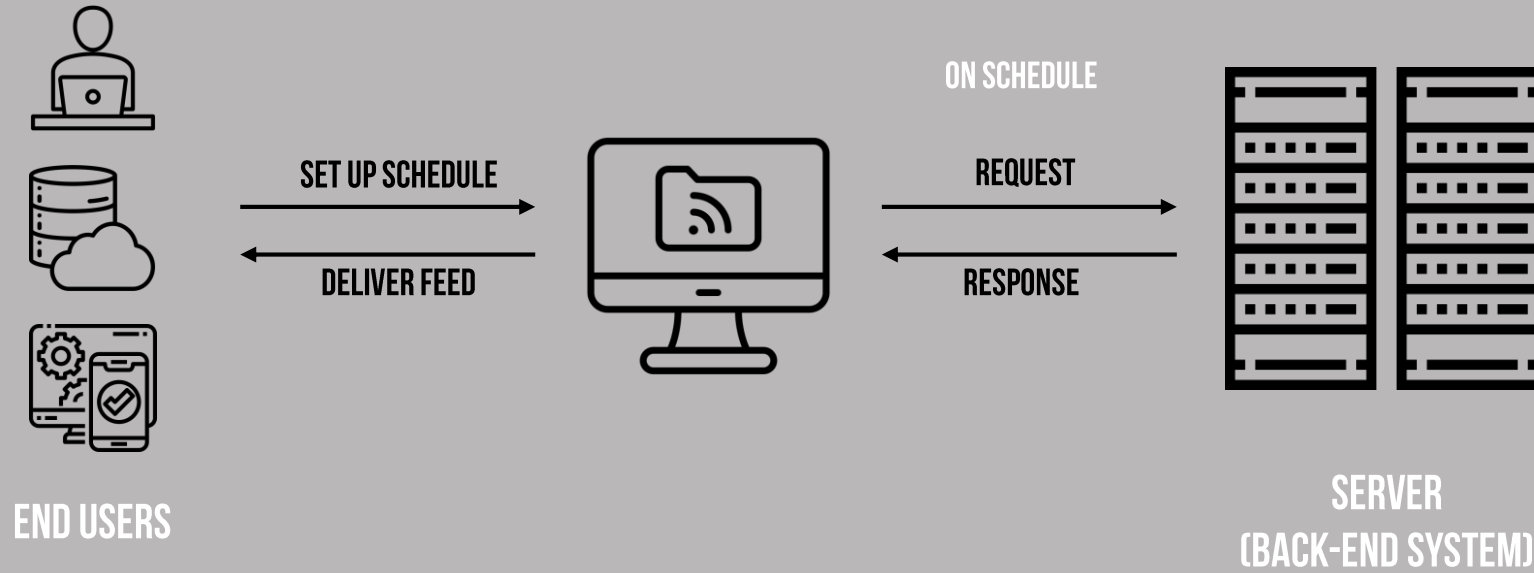 ON SCHEDULE
SET UP SCHEDULE
REQUEST
DELIVER FEED
RESPONSE
END USERS
SERVER
(BACK-END SYSTEM)